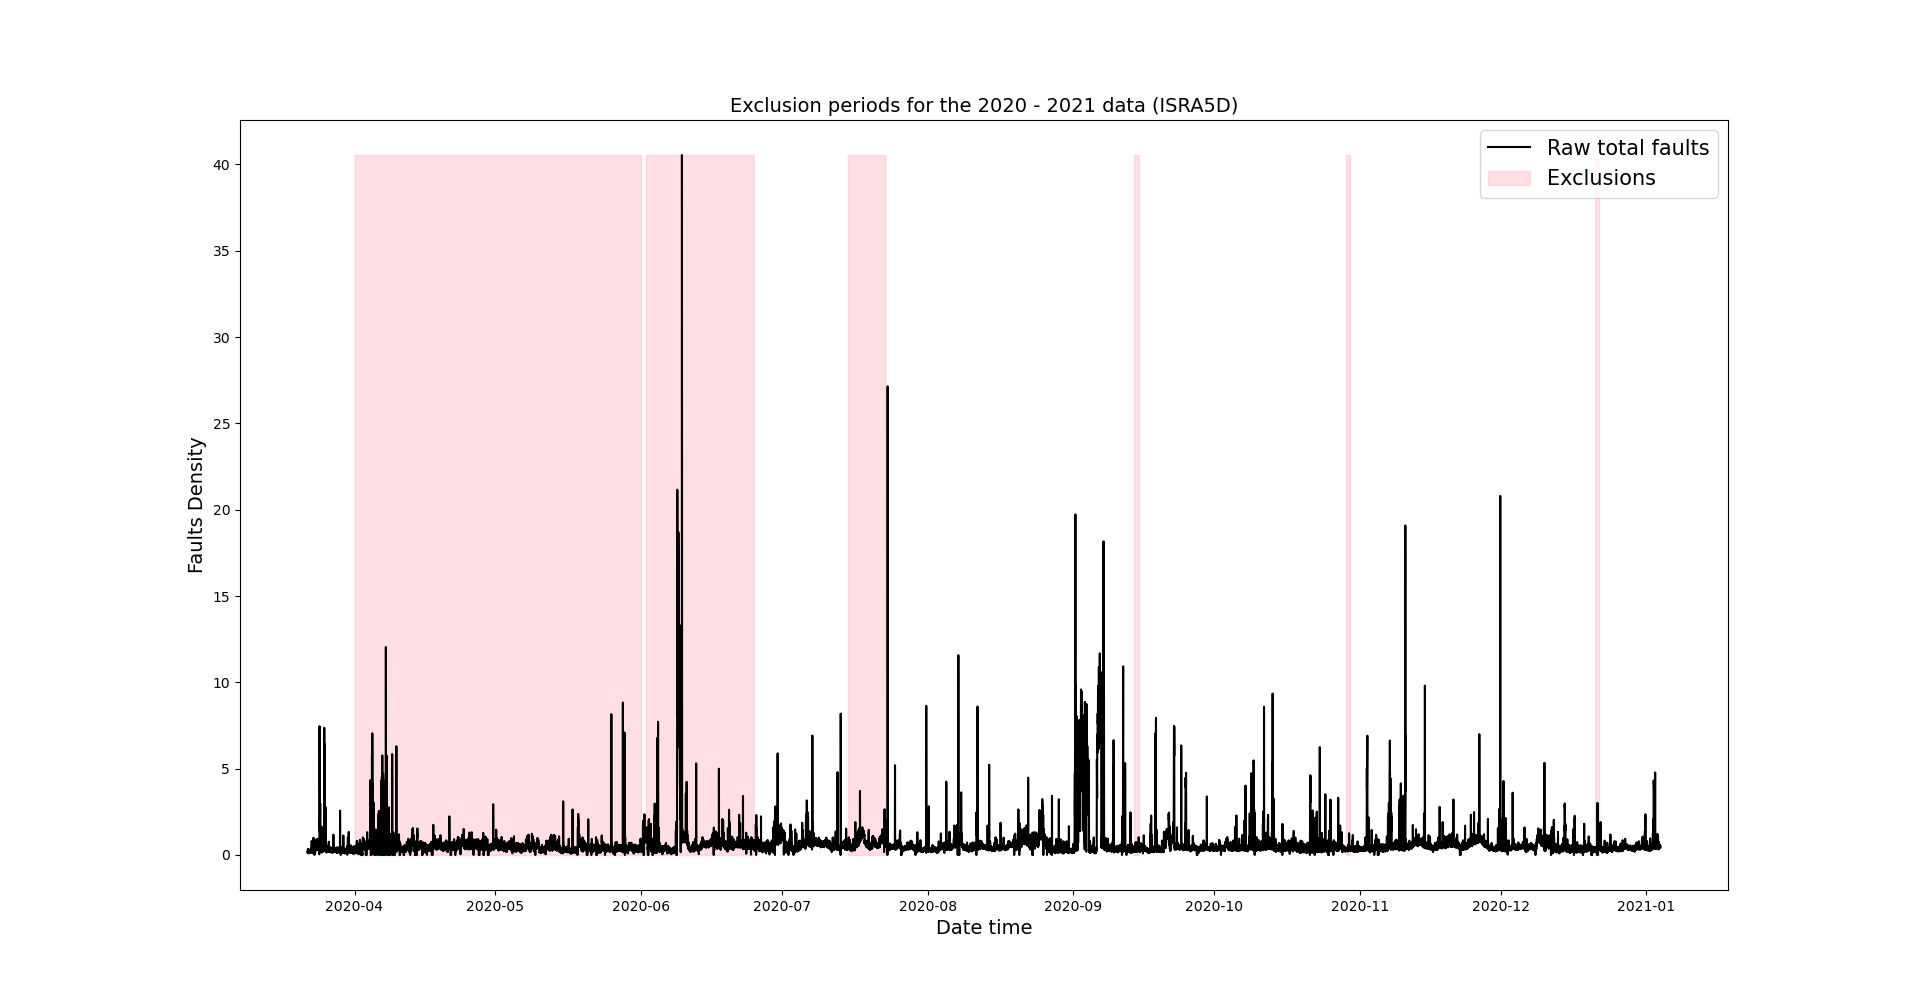 Exclusion periods for the 2020 - 2021 data (ISRA5D)
Raw total faults
Exclusions
Faults Density
40
35
30
25
20
15
10
5
0
2020-04 2020-05 2020-06 2020-07 2020-08 2020-09 2020-10 2020-11 2020-12 2021-01
Date time